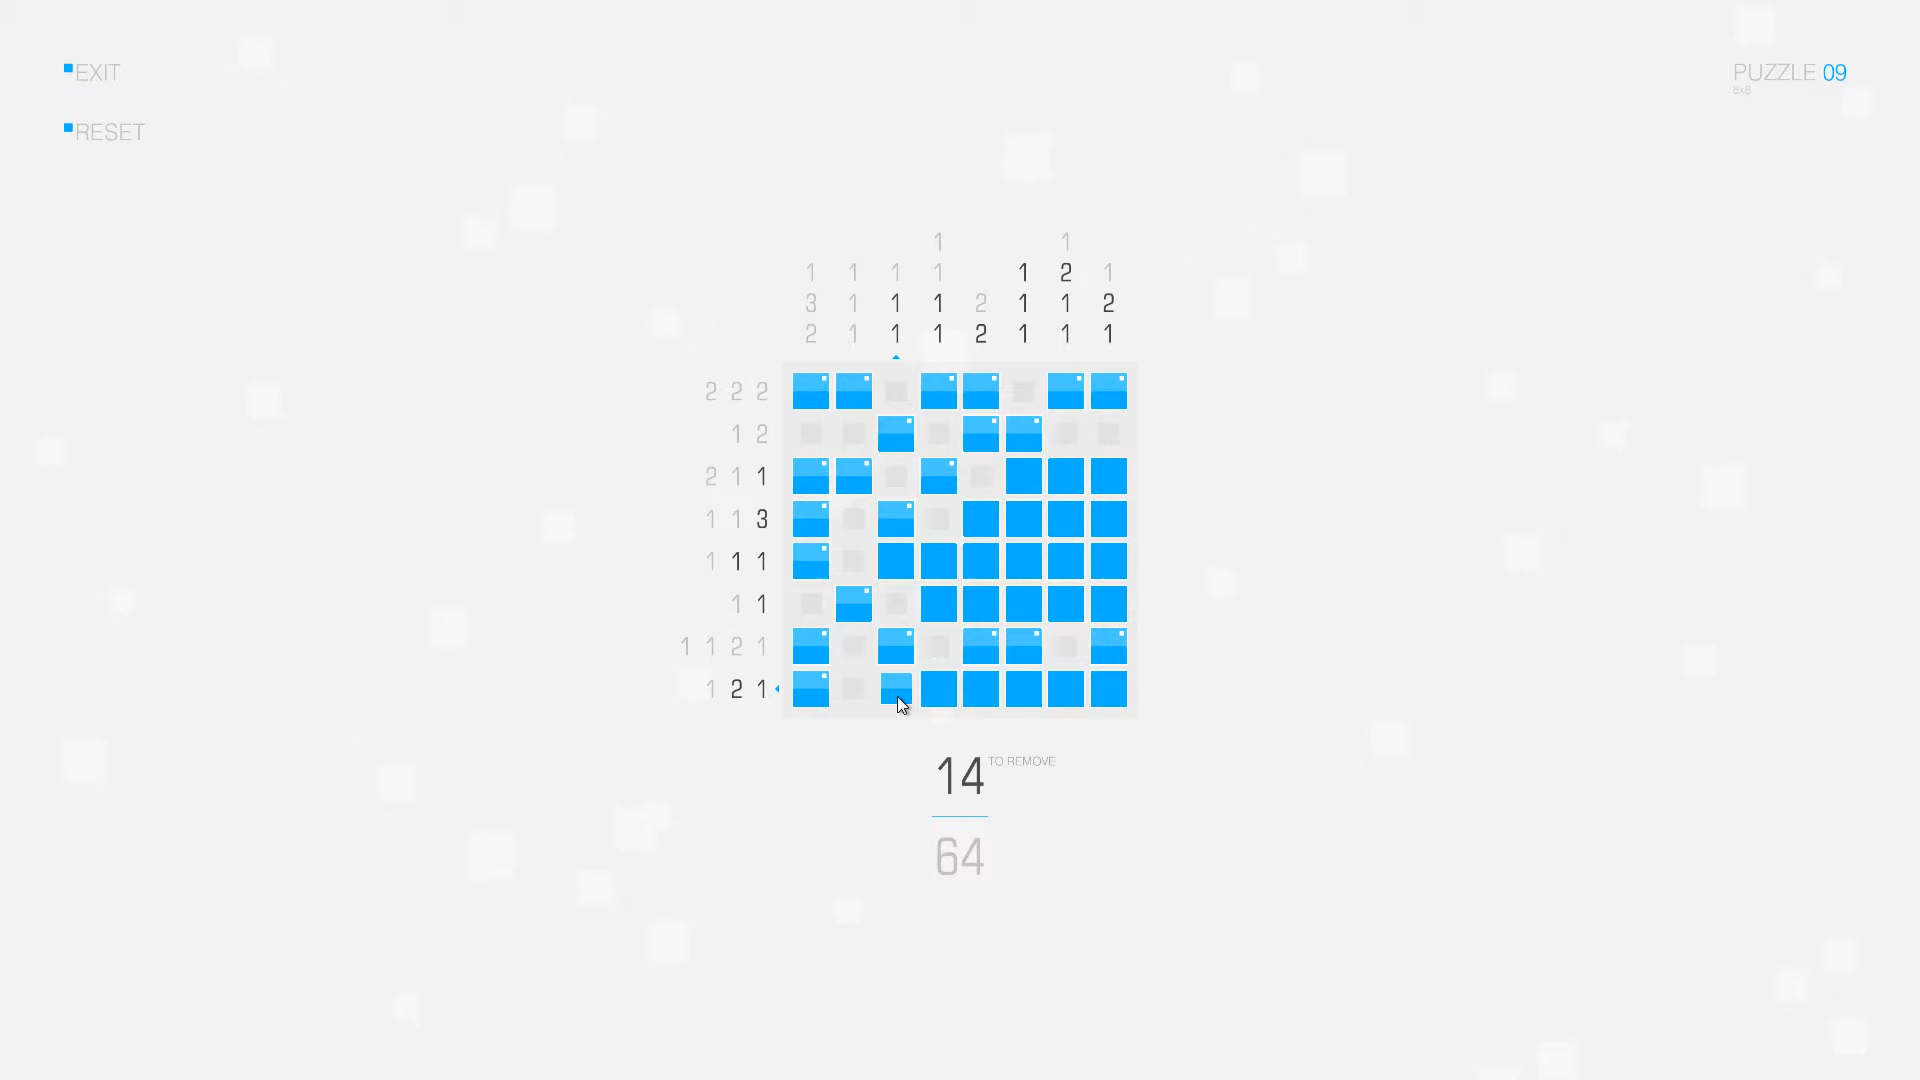 EXIT
PUZZLE 09
8x8
RESET
1 1
1 1 1 1 1 2 1
3 1 1 1 2 1 1 2
2 1 1 1 2 1 1 1
2 2 2
1 2
2 1 1
1 1 3
1 1 1
1 1
1 1 2 1
1 2 1
14 TO REMOVE
64